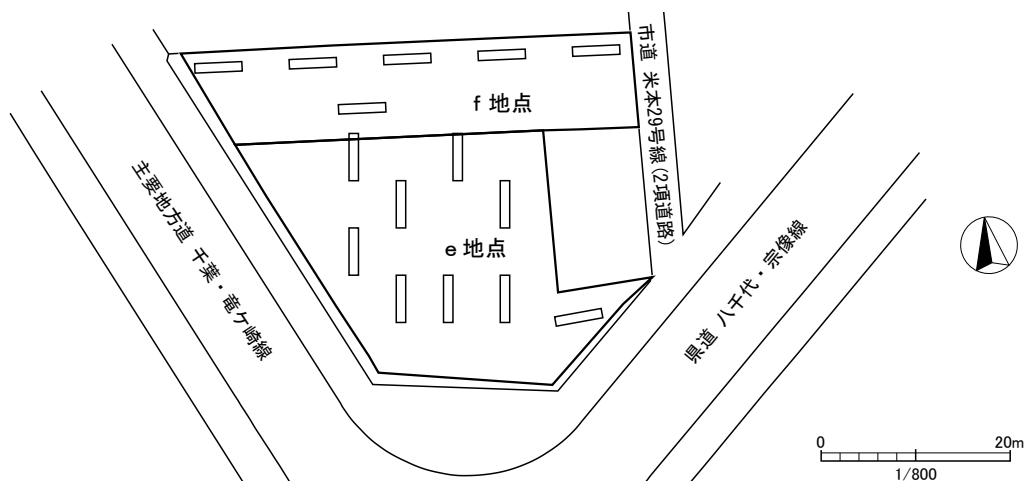 市道 米本29号線(2項道路)
f 地点
主要地方道 千葉・竜ケ崎線
e 地点
県道 八千代・宗像線
0 20m
1/800